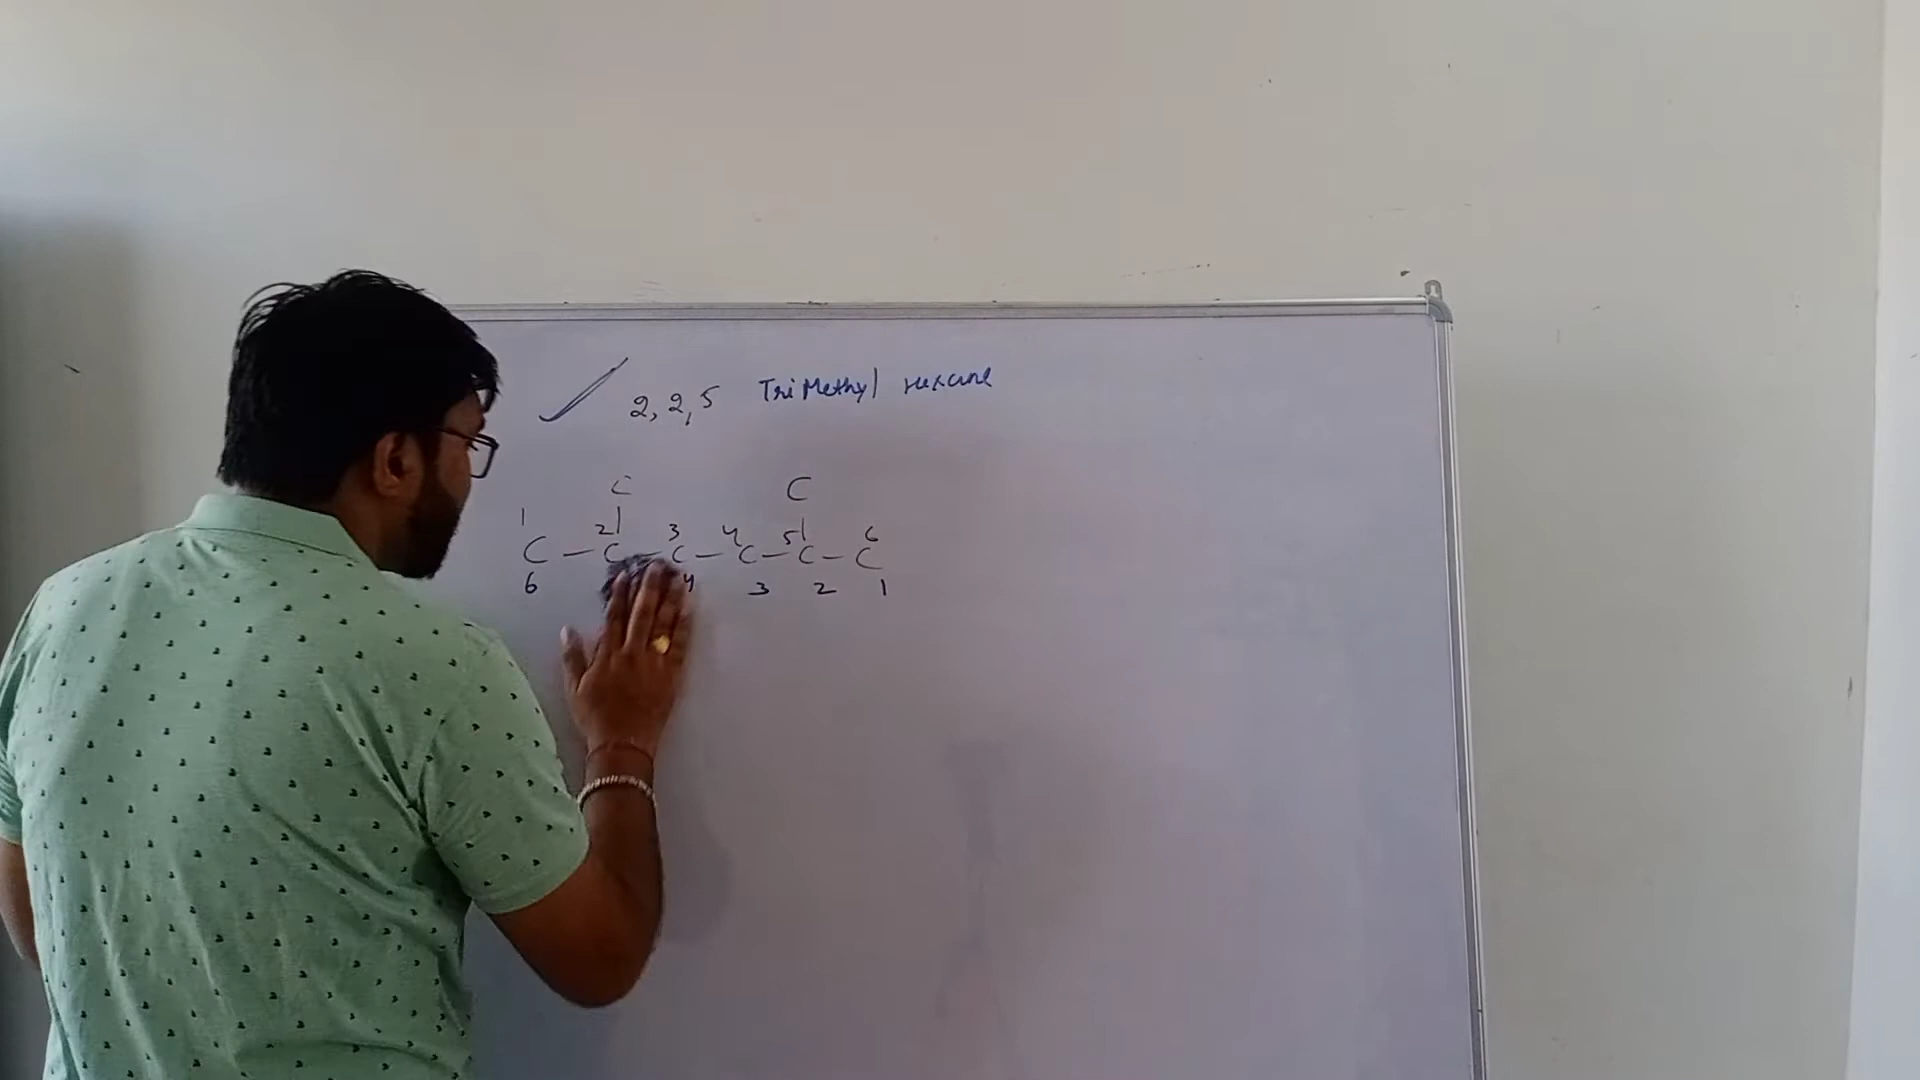 2, 2, 5 TriMethyl Hexane
C C
1 2 3 4 5 6
C — C — C — C — C — C
6 4 3 2 1